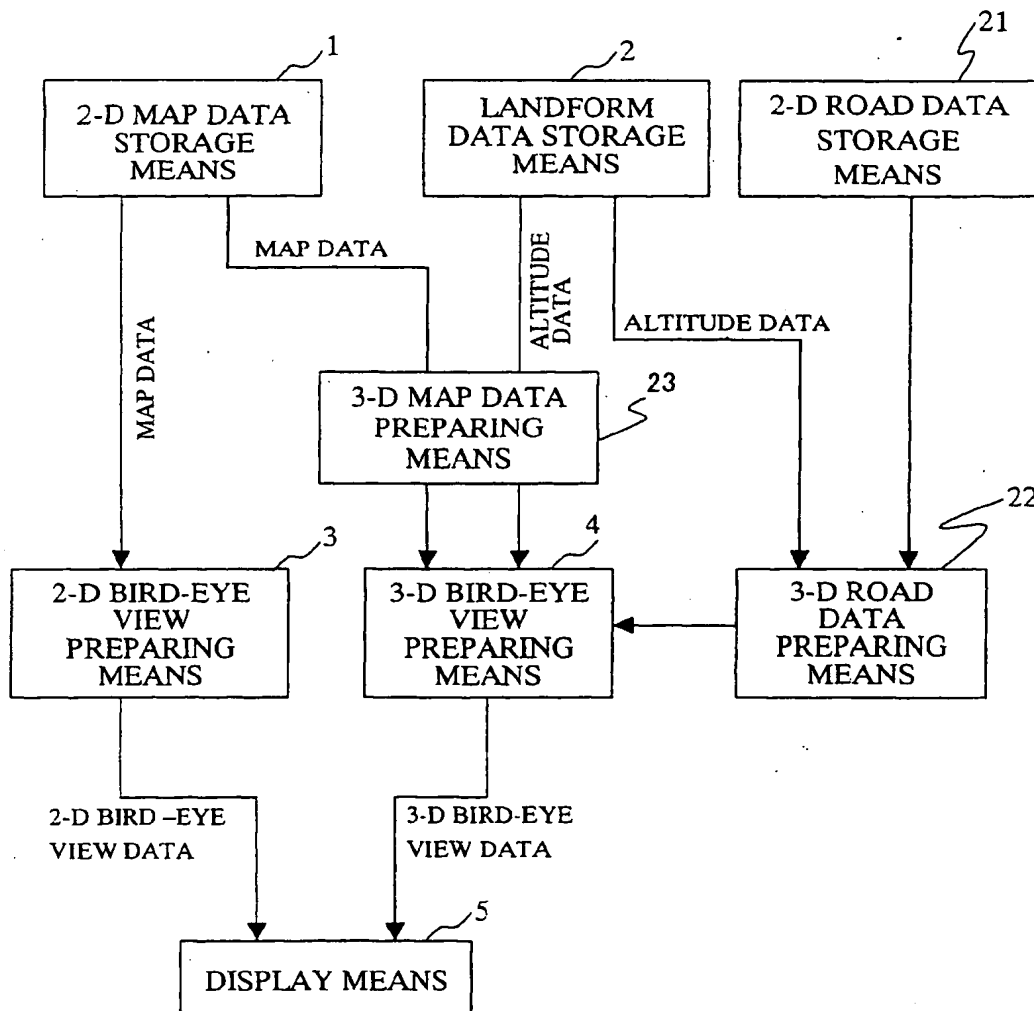 1
2-D MAP DATA
STORAGE
MEANS
2
LANDFORM
DATA STORAGE
MEANS
21
2-D ROAD DATA
STORAGE
MEANS
MAP DATA
MAP DATA
ALTITUDE
DATA
ALTITUDE DATA
3-D MAP DATA
PREPARING
MEANS
23
3
2-D BIRD-EYE
VIEW
PREPARING
MEANS
4
3-D BIRD-EYE
VIEW
PREPARING
MEANS
22
3-D ROAD
DATA
PREPARING
MEANS
2-D BIRD –EYE
VIEW DATA
3-D BIRD-EYE
VIEW DATA
5
DISPLAY MEANS